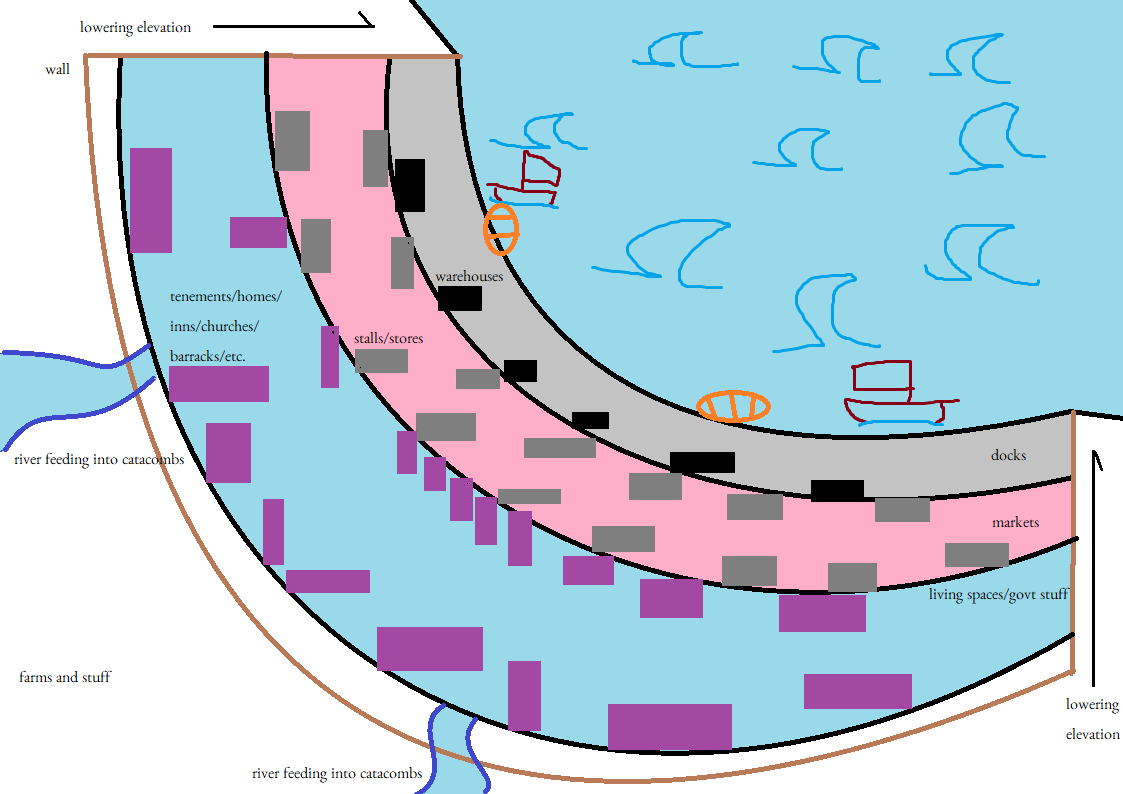 lowering elevation
wall
warehouses
tenements/homes/
inns/churches/
barracks/etc.
stalls/stores
river feeding into catacombs
docks
markets
living spaces/govt stuff
farms and stuff
lowering
elevation
river feeding into catacombs